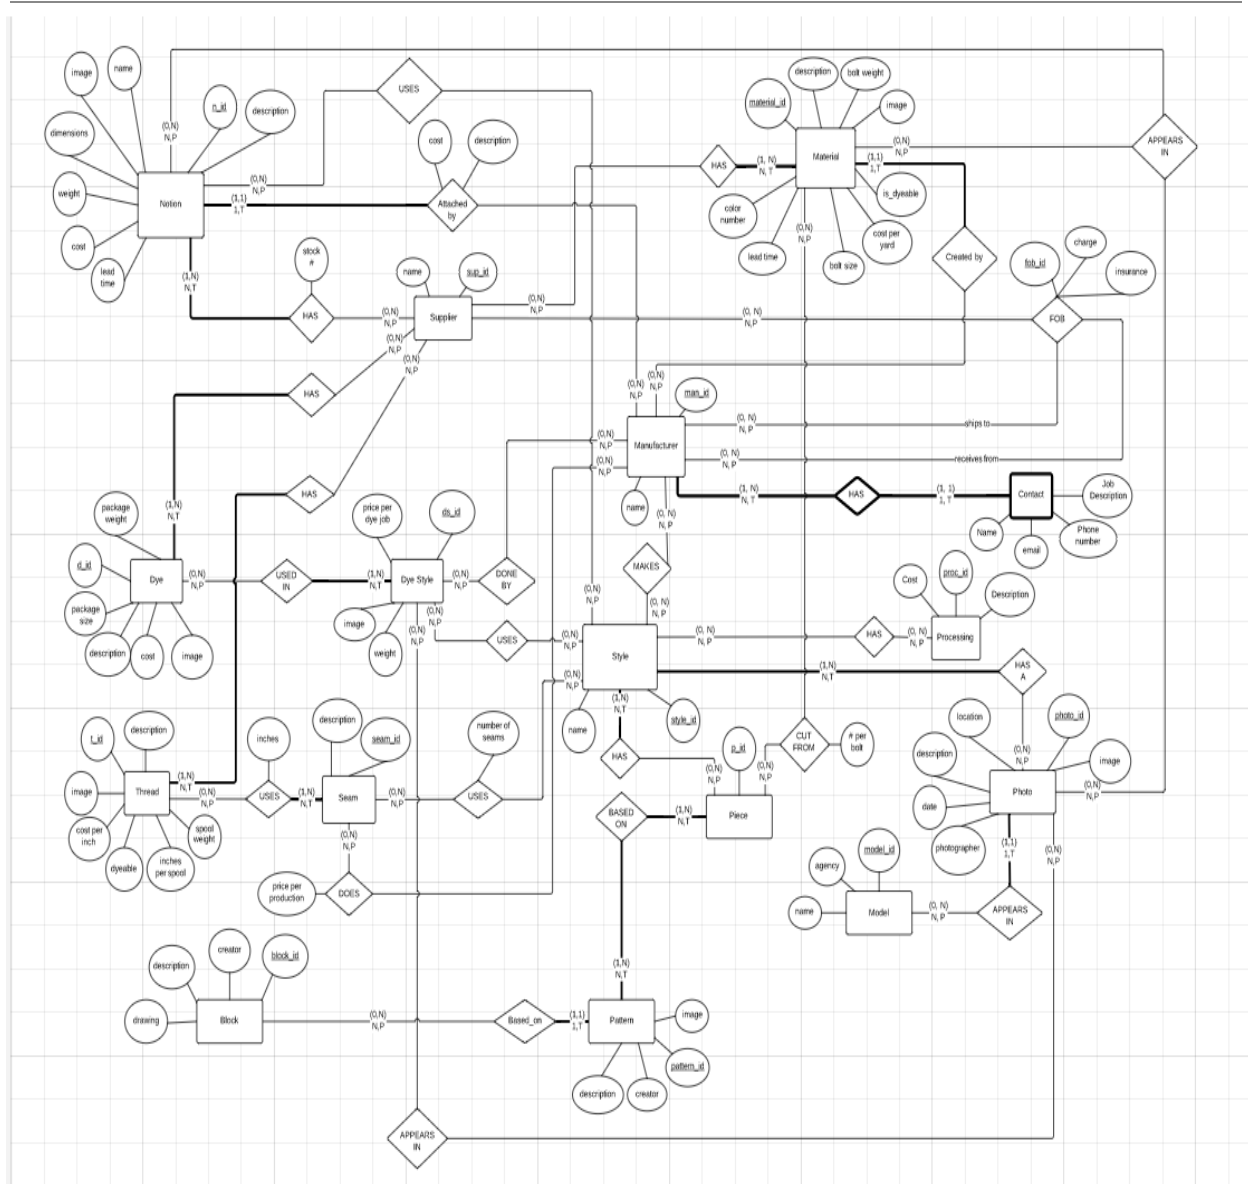 image
name
n_id
description
dimensions
weight
cost
lead
time
Notion
(0,N)
N,P
(0,N)
N,P
(1,1)
1,T
(1,N)
N,T
USES
cost
description
Attached
by
stock
#
HAS
(0,N)
N,P
name
sup_id
Supplier
(0,N)
N,P
(0, N)
N,P
(0,N)
N,P
(0,N)
N,P
HAS
HAS
HAS
(1, N)
N, T
material_id
description
bolt weight
image
Material
(0,N)
N,P
(1,1)
1,T
is_dyeable
color
number
lead time
bolt size
cost per
yard
(0,N)
N,P
APPEARS
IN
Created by
fob_id
charge
insurance
FOB
(0,N)
N,P
(0,N)
N,P
man_id
Manufacturer
(0, N)
N,P
ships to
(0, N)
N,P
receives from
(0,N)
N,P
(0,N)
N,P
name
(0, N)
N, P
(1, N)
N, T
HAS
(1, 1)
1, T
Contact
Job
Description
Name
email
Phone
number
(1,N)
N,T
package
weight
d_id
package
size
description
cost
image
Dye
(0,N)
N,P
USED
IN
(1,N)
N,T
price per
dye job
ds_id
Dye Style
image
weight
(0,N)
N,P
DONE
BY
(0,N)
N,P
(0,N)
N,P
USES
(0,N)
N,P
MAKES
(0,N)
N,P
(0, N)
N,P
Style
(0,N)
N,P
name
style_id
(0, N)
N,P
HAS
(0, N)
N,P
Cost
proc_id
Description
Processing
(1,N)
N,T
HAS
A
(1,N)
N,T
HAS
(0,N)
N,P
p_id
(0,N)
N,P
CUT
FROM
# per
bolt
Piece
(1,N)
N,T
BASED
ON
(1,N)
N,T
t_id
description
image
cost per
inch
dyeable
inches
per spool
spool
weight
Thread
(1,N)
N,T
(0,N)
N,P
inches
USES
(1,N)
N,T
description
seam_id
Seam
(0,N)
N,P
number of
seams
USES
(0,N)
N,P
DOES
price per
production
location
photo_id
description
image
date
photographer
(0,N)
N,P
Photo
(0,N)
N,P
(1,1)
1,T
(0,N)
N,P
agency
model_id
name
Model
(0, N)
N, P
APPEARS
IN
description
creator
block_id
drawing
Block
(0,N)
N,P
Based_on
(1,1)
1,T
Pattern
image
pattern_id
description
creator
APPEARS
IN